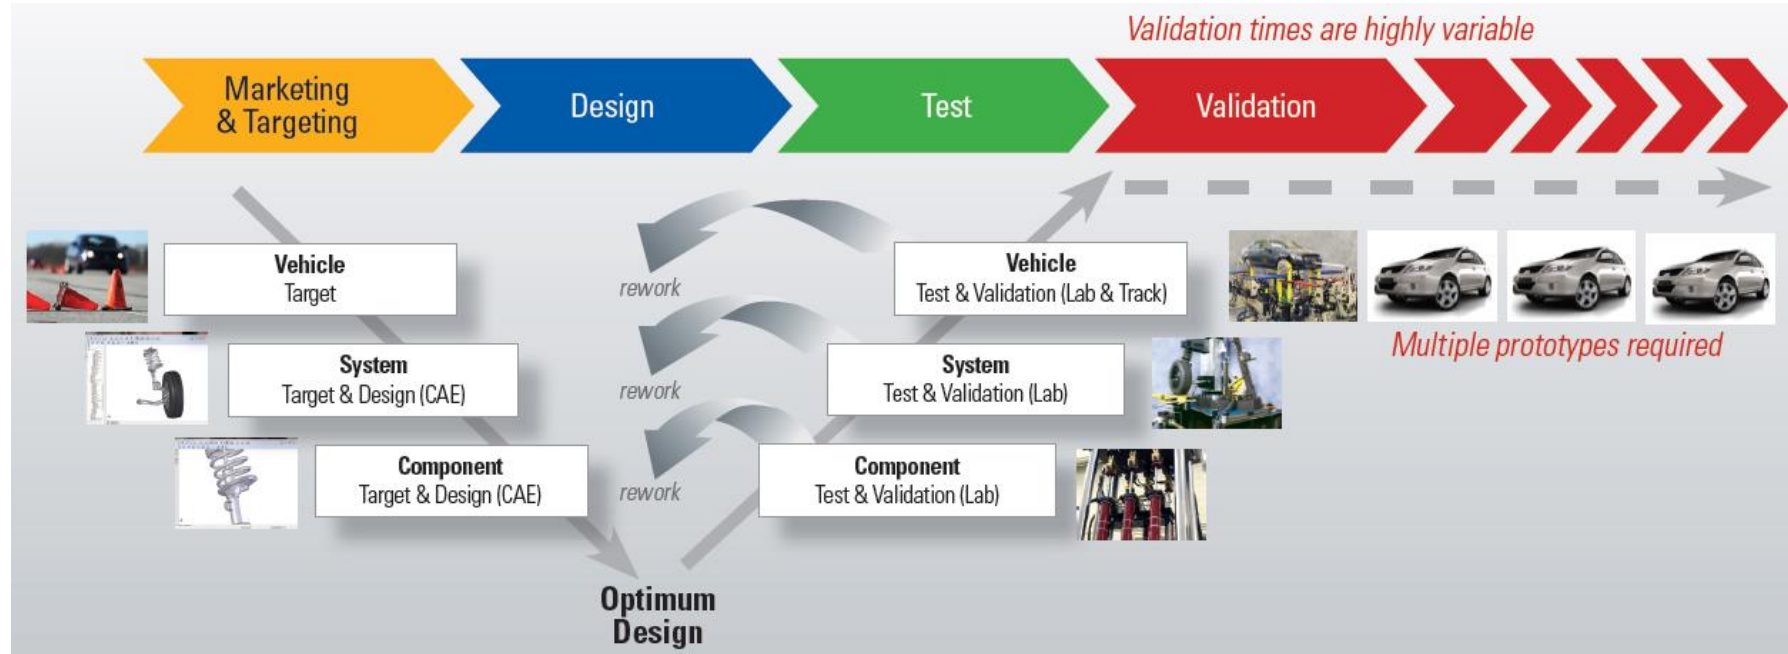 Validation times are highly variable
Marketing
& Targeting
Design
Test
Validation
Vehicle
Target
rework
Vehicle
Test & Validation (Lab & Track)
Multiple prototypes required
System
Target & Design (CAE)
rework
System
Test & Validation (Lab)
Component
Target & Design (CAE)
rework
Component
Test & Validation (Lab)
Optimum
Design